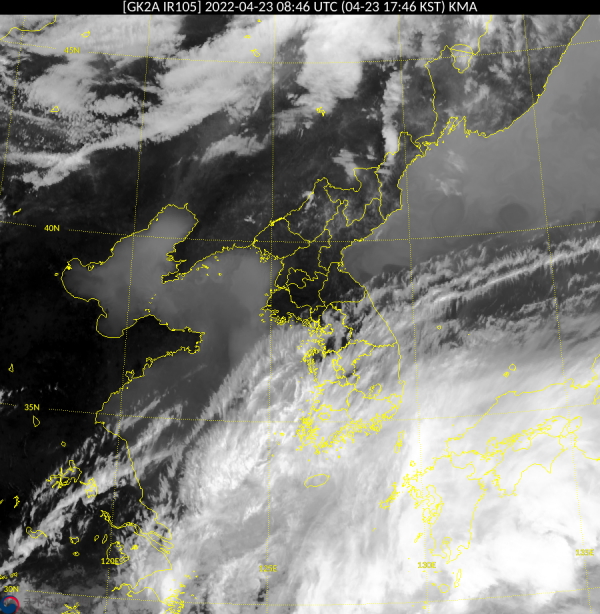 [GK2A IR105] 2022-04-23 08:46 UTC (04-23 17:46 KST) KMA
45N
40N
35N
120E
125E
130E
135E
30N